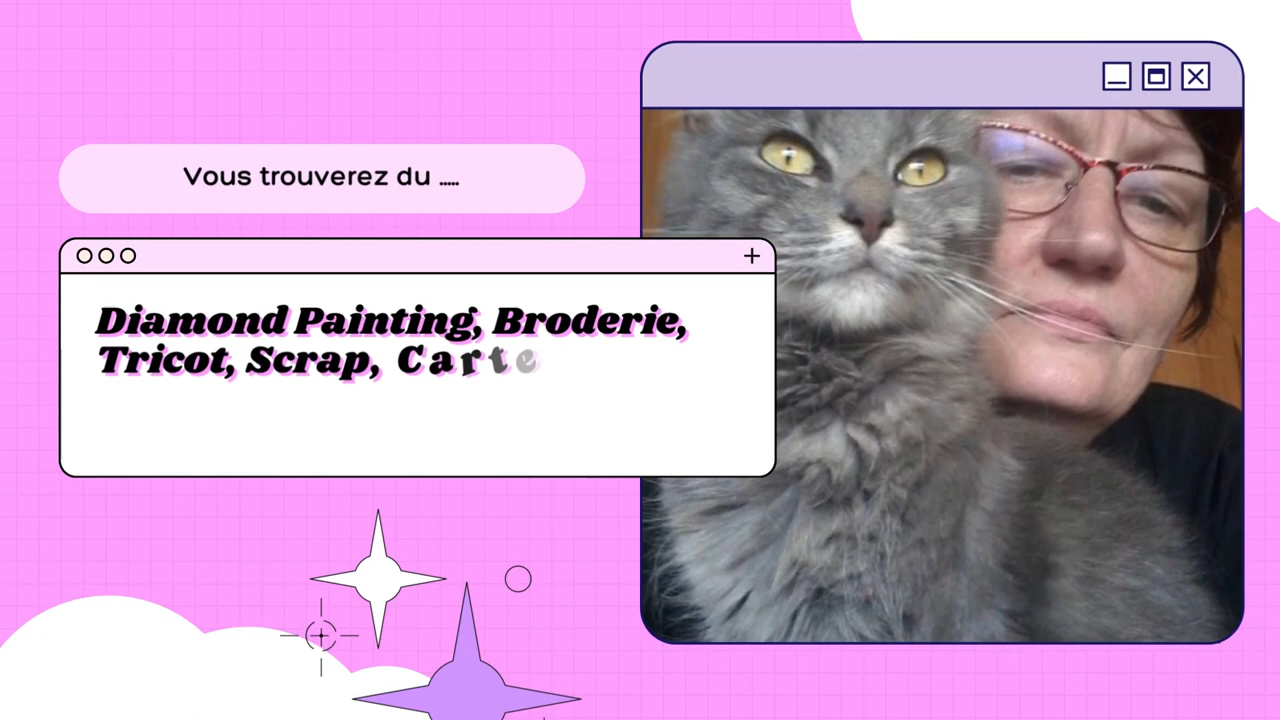 Vous trouverez du .....
Diamond Painting, Broderie,
Tricot, Scrap, Carte